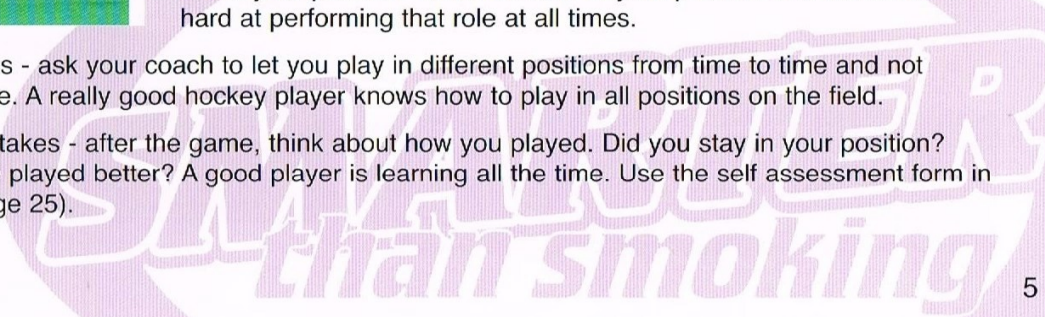 hard at performing that role at all times.
s - ask your coach to let you play in different positions from time to time and not
e. A really good hockey player knows how to play in all positions on the field.
takes - after the game, think about how you played. Did you stay in your position?
played better? A good player is learning all the time. Use the self assessment form in
ge 25).
SMARTER
than smoking
5